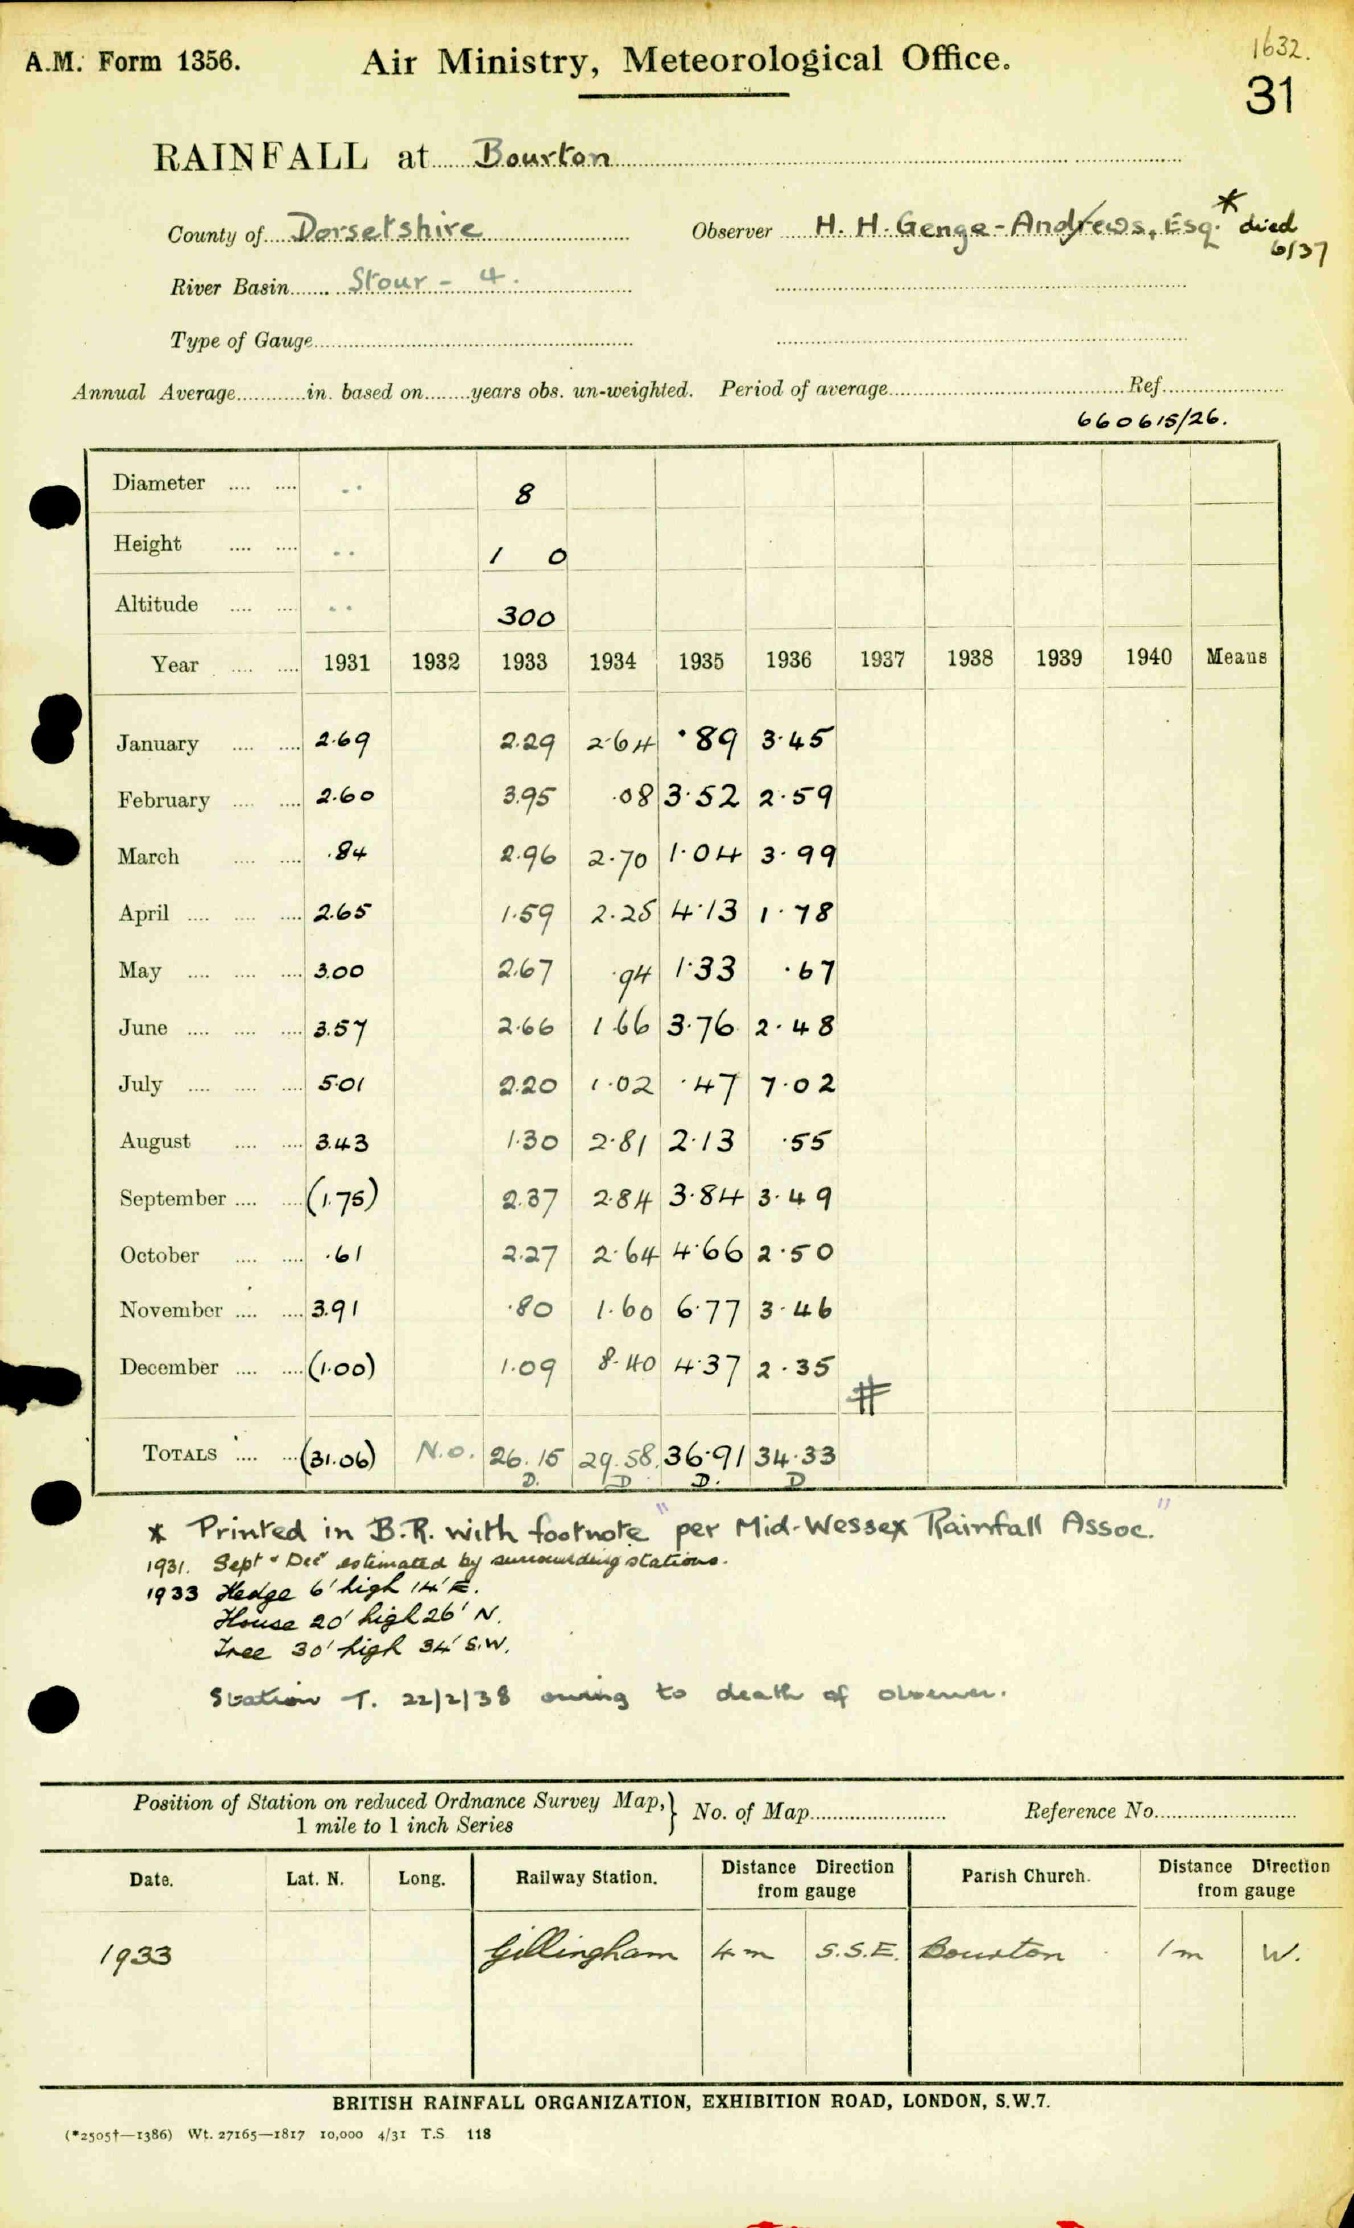 1632.
A.M. Form 1356. Air Ministry, Meteorological Office.
31
RAINFALL at Bourton
County of Dorsetshire Observer H. H. Genge-Andrews, Esq.* died 6/37
River Basin Stour - 4.
Type of Gauge
Annual Average in. based on years obs. un-weighted. Period of average Ref.
660615/26.
Diameter .. 8
Height .. 1 0
Altitude .. 300
Year 1931 1932 1933 1934 1935 1936 1937 1938 1939 1940 Means
January 2.69 2.29 2.64 .89 3.45
February 2.60 3.95 .08 3.52 2.59
March .84 2.96 2.70 1.04 3.99
April 2.65 1.59 2.25 4.13 1.78
May 3.00 2.67 .94 1.33 .67
June 3.57 2.66 1.66 3.76 2.48
July 5.01 2.20 1.02 .47 7.02
August 3.43 1.30 2.81 2.13 .55
September (1.75) 2.37 2.84 3.84 3.49
October .61 2.27 2.64 4.66 2.50
November 3.91 .80 1.60 6.77 3.46
December (1.00) 1.09 8.40 4.37 2.35
#
TOTALS (31.06) N.o. 26.15 29.58 36.91 34.33
D. D D. D
* Printed in B.R. with footnote "per Mid-Wessex Rainfall Assoc."
1931. Sept & Dec estimated by surrounding stations.
1933 Hedge 6' high 14' E.
House 20' high 26' N.
Tree 30' high 34' S.W.
Station T. 22/2/38 owing to death of observer.
Position of Station on reduced Ordnance Survey Map, } No. of Map Reference No.
1 mile to 1 inch Series
Date. Lat. N. Long. Railway Station. Distance Direction from gauge Parish Church. Distance Direction from gauge
1933 Gillingham 4 m S.S.E. Bourton 1 m W.
BRITISH RAINFALL ORGANIZATION, EXHIBITION ROAD, LONDON, S.W.7.
(*2505†—1386) Wt. 27165—1817 10,000 4/31 T.S. 118